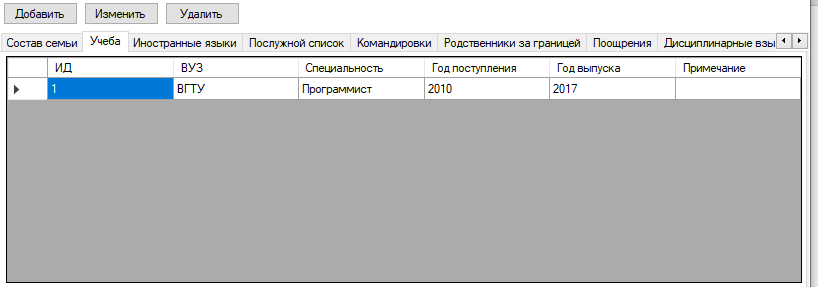 Добавить Изменить Удалить
Состав семьи Учеба Иностранные языки Послужной список Командировки Родственники за границей Поощрения Дисциплинарные взы
ИД ВУЗ Специальность Год поступления Год выпуска Примечание
1 ВГТУ Программист 2010 2017